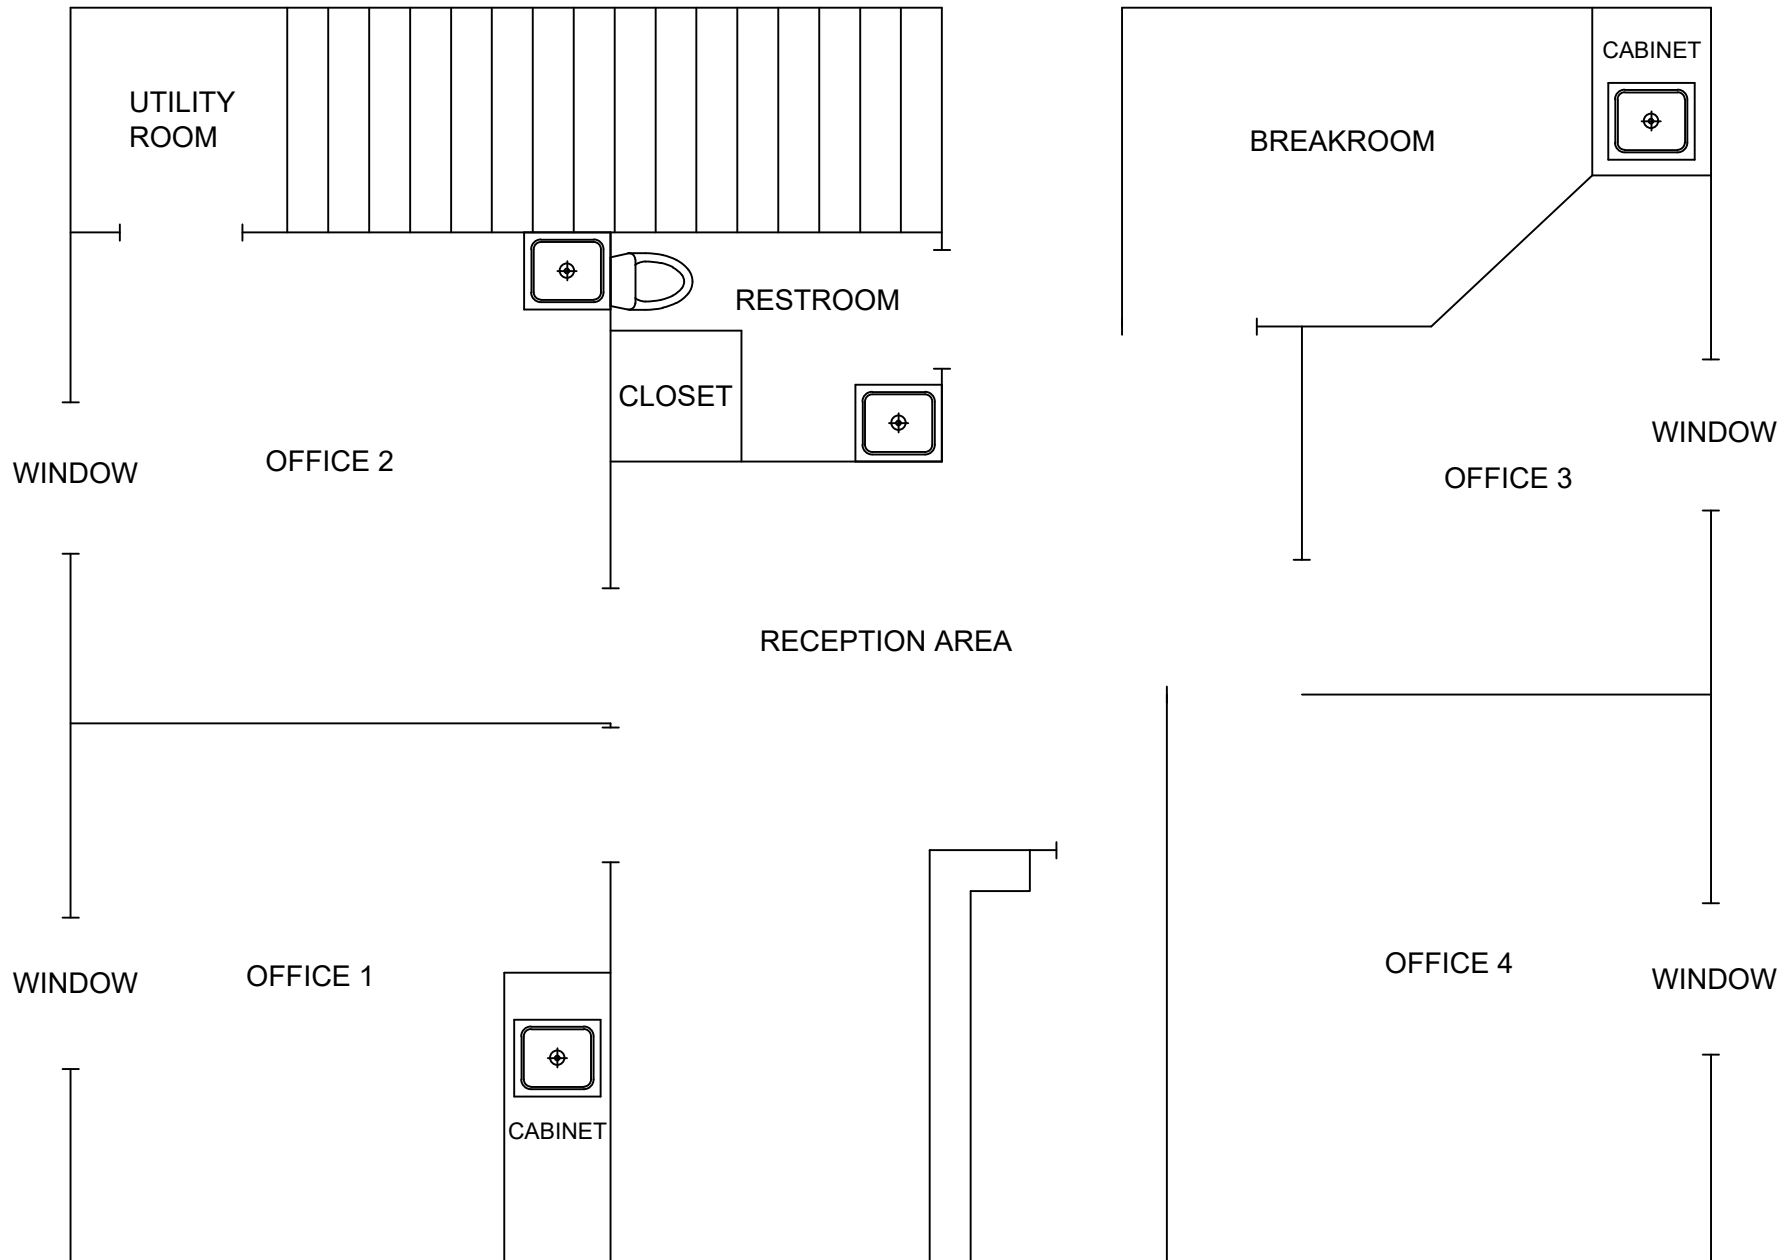 CABINET
UTILITY
ROOM
BREAKROOM
RESTROOM
CLOSET
WINDOW
OFFICE 2
WINDOW
OFFICE 3
RECEPTION AREA
WINDOW
OFFICE 1
OFFICE 4
WINDOW
CABINET